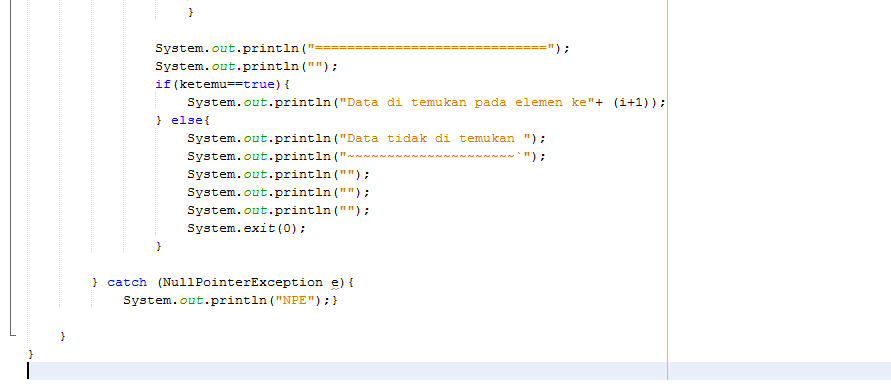 }
System.out.println("=============================");
System.out.println("");
if(ketemu==true){
System.out.println("Data di temukan pada elemen ke"+ (i+1));
} else{
System.out.println("Data tidak di temukan ");
System.out.println("~~~~~~~~~~~~~~~~~~~~~`");
System.out.println("");
System.out.println("");
System.out.println("");
System.exit(0);
}
} catch (NullPointerException e){
System.out.println("NPE");}
}
}